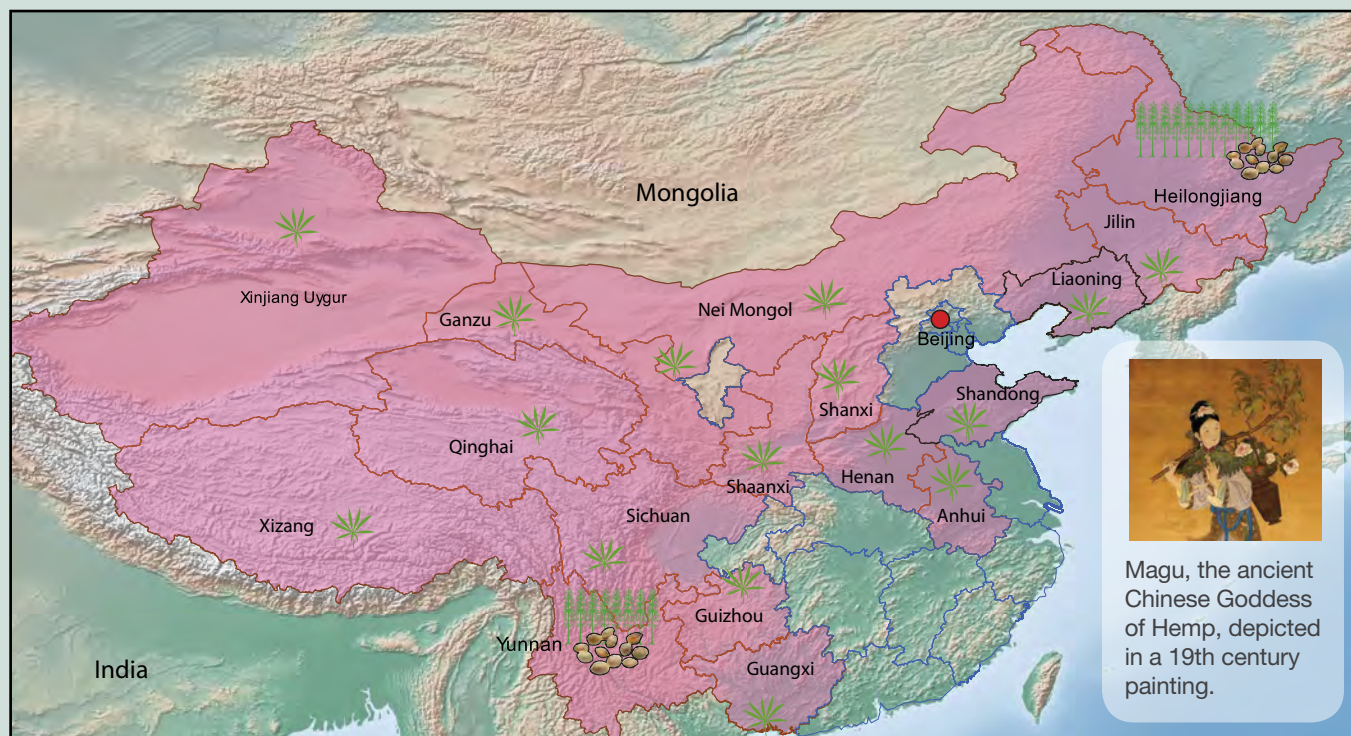 Mongolia
Heilongjiang
Jilin
Liaoning
Xinjiang Uygur
Nei Mongol
Ganzu
Beijing
Shanxi
Shandong
Qinghai
Henan
Shaanxi
Anhui
Sichuan
Xizang
Guizhou
Yunnan
Guangxi
India
Magu, the ancient
Chinese Goddess
of Hemp, depicted
in a 19th century
painting.